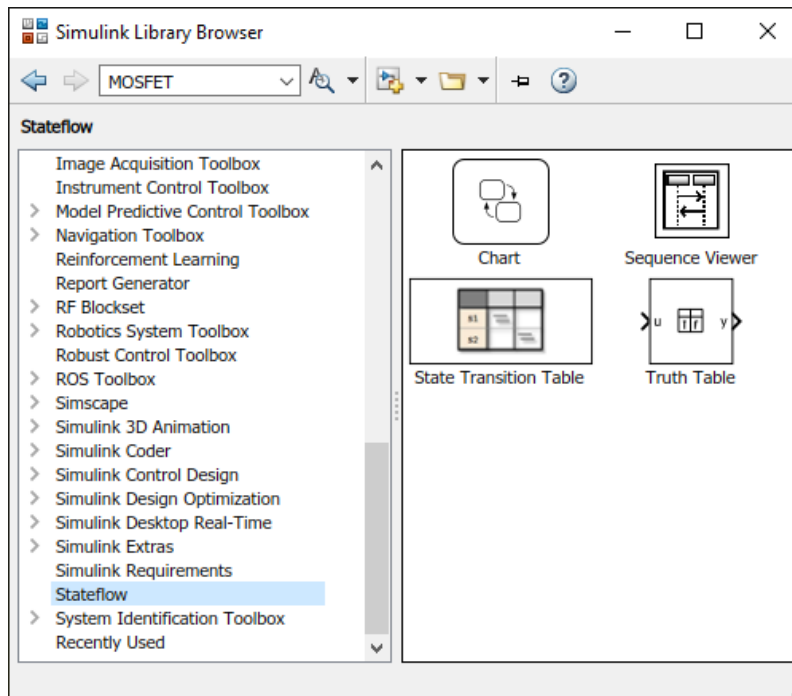 Simulink Library Browser
MOSFET
Stateflow
Image Acquisition Toolbox
Instrument Control Toolbox
Model Predictive Control Toolbox
Navigation Toolbox
Reinforcement Learning
Report Generator
RF Blockset
Robotics System Toolbox
Robust Control Toolbox
ROS Toolbox
Simscape
Simulink 3D Animation
Simulink Coder
Simulink Control Design
Simulink Design Optimization
Simulink Desktop Real-Time
Simulink Extras
Simulink Requirements
Stateflow
System Identification Toolbox
Recently Used
Chart
Sequence Viewer
s1
s2
State Transition Table
u
y
Truth Table